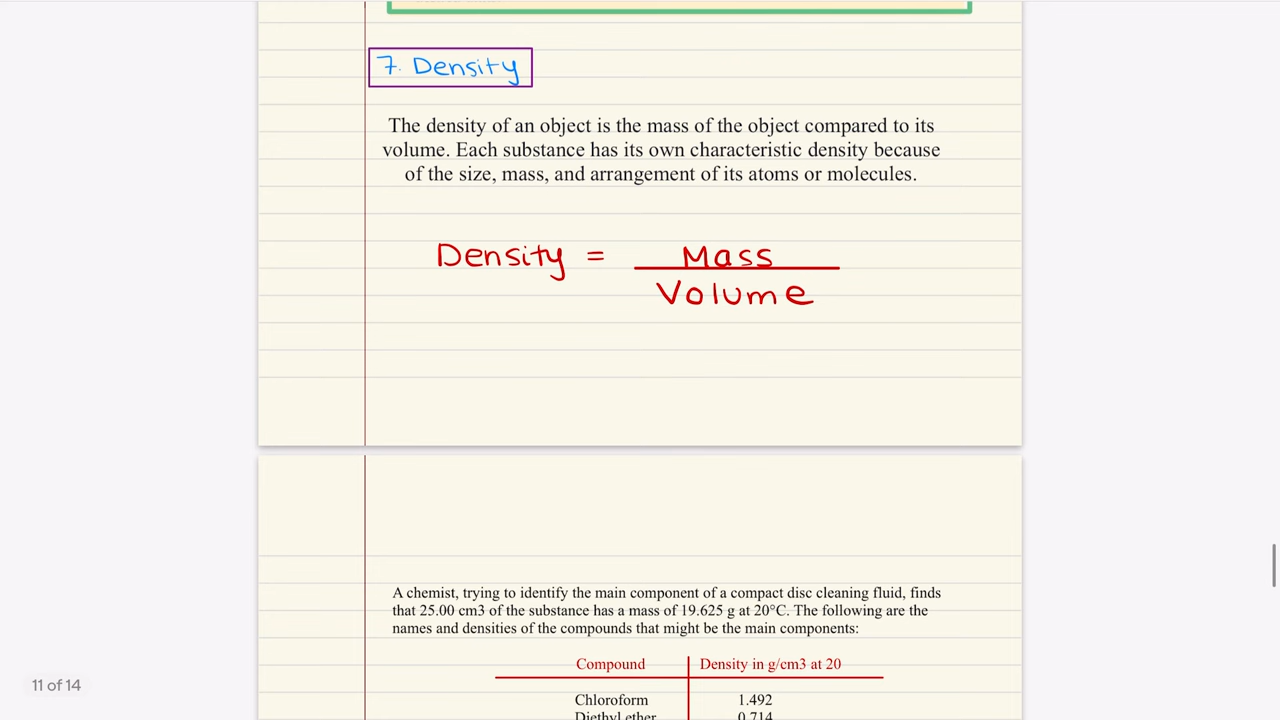 7. Density
The density of an object is the mass of the object compared to its
volume. Each substance has its own characteristic density because
of the size, mass, and arrangement of its atoms or molecules.
Density = Mass
Volume
A chemist, trying to identify the main component of a compact disc cleaning fluid, finds
that 25.00 cm3 of the substance has a mass of 19.625 g at 20°C. The following are the
names and densities of the compounds that might be the main components:
Compound Density in g/cm3 at 20
Chloroform 1.492
Diethyl ether 0.714
11 of 14